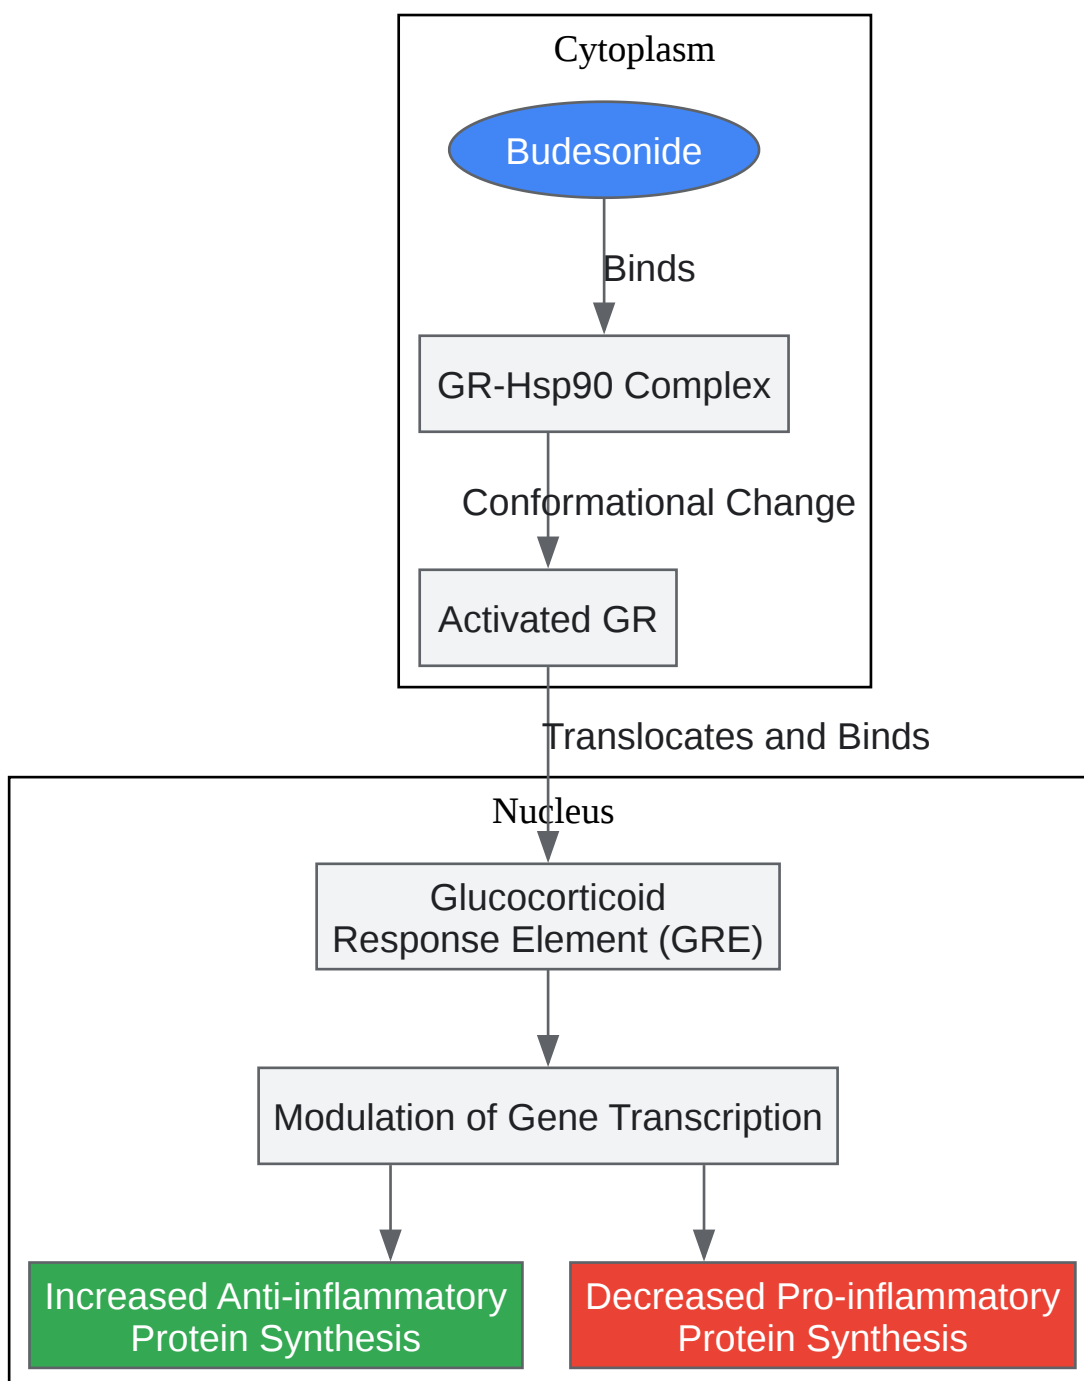 Cytoplasm
Budesonide
Binds
GR-Hsp90 Complex
Conformational Change
Activated GR
Translocates and Binds
Nucleus
Glucocorticoid
Response Element (GRE)
Modulation of Gene Transcription
Increased Anti-inflammatory
Protein Synthesis
Decreased Pro-inflammatory
Protein Synthesis